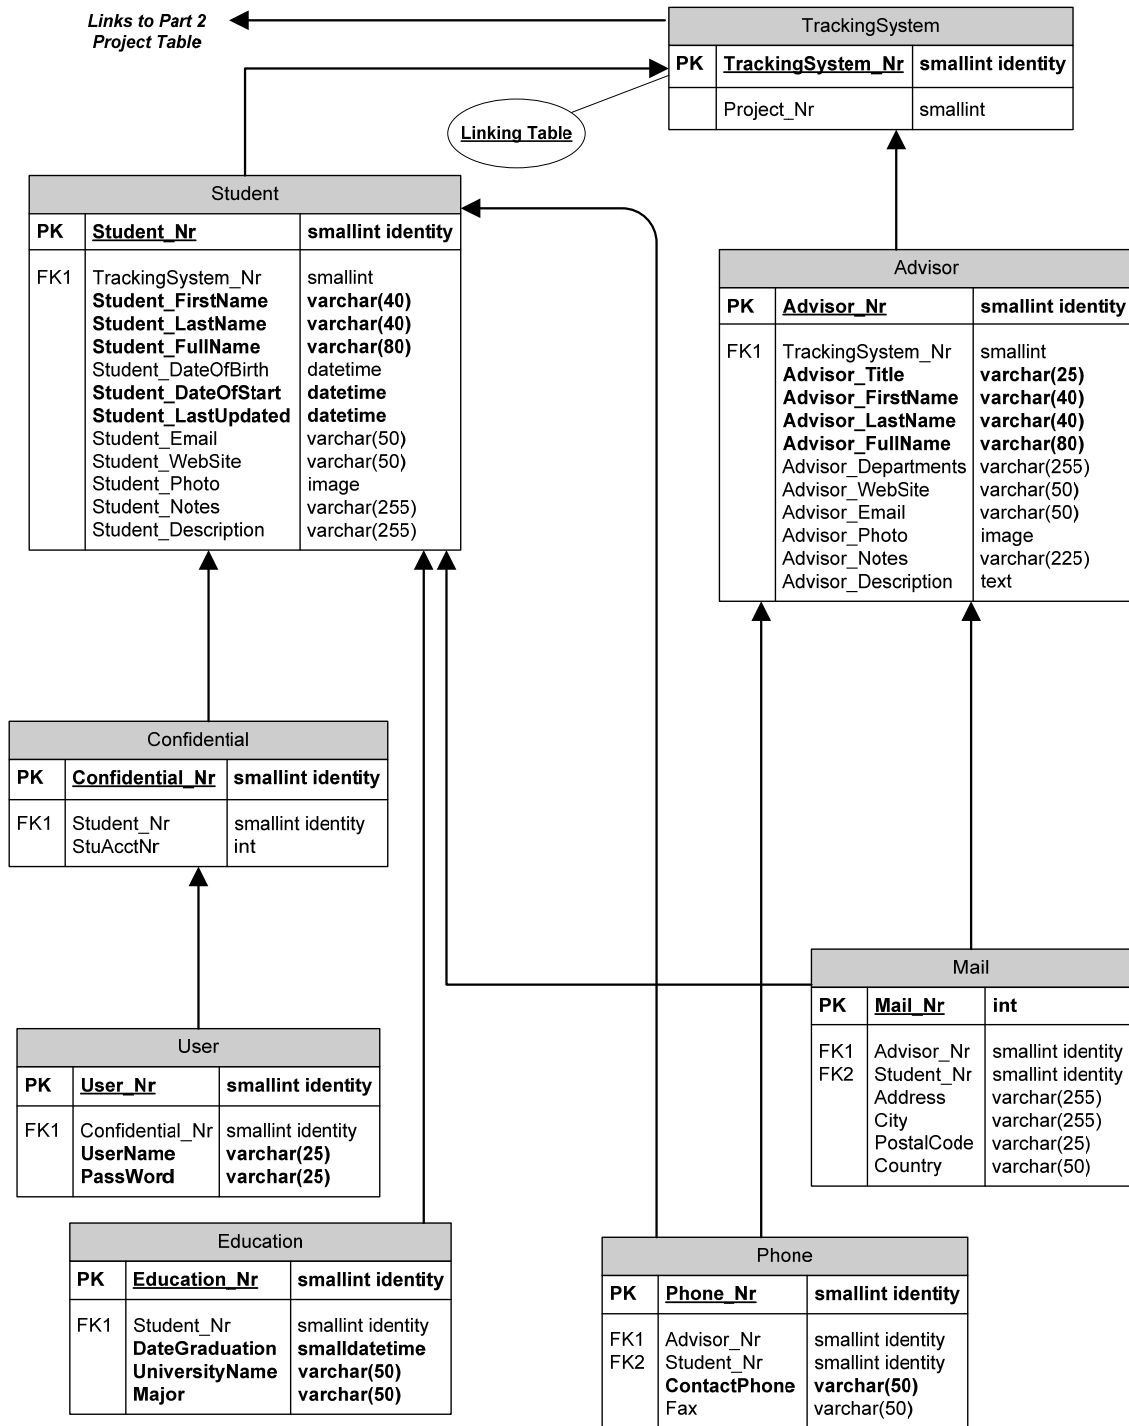 Links to Part 2
Project Table
TrackingSystem
PK TrackingSystem_Nr smallint identity
Project_Nr smallint
Linking Table
Student
PK Student_Nr smallint identity
FK1 TrackingSystem_Nr smallint
Student_FirstName varchar(40)
Student_LastName varchar(40)
Student_FullName varchar(80)
Student_DateOfBirth datetime
Student_DateOfStart datetime
Student_LastUpdated datetime
Student_Email varchar(50)
Student_WebSite varchar(50)
Student_Photo image
Student_Notes varchar(255)
Student_Description varchar(255)
Advisor
PK Advisor_Nr smallint identity
FK1 TrackingSystem_Nr smallint
Advisor_Title varchar(25)
Advisor_FirstName varchar(40)
Advisor_LastName varchar(40)
Advisor_FullName varchar(80)
Advisor_Departments varchar(255)
Advisor_WebSite varchar(50)
Advisor_Email varchar(50)
Advisor_Photo image
Advisor_Notes varchar(225)
Advisor_Description text
Confidential
PK Confidential_Nr smallint identity
FK1 Student_Nr smallint identity
StuAcctNr int
User
PK User_Nr smallint identity
FK1 Confidential_Nr smallint identity
UserName varchar(25)
PassWord varchar(25)
Mail
PK Mail_Nr int
FK1 Advisor_Nr smallint identity
FK2 Student_Nr smallint identity
Address varchar(255)
City varchar(255)
PostalCode varchar(25)
Country varchar(50)
Education
PK Education_Nr smallint identity
FK1 Student_Nr smallint identity
DateGraduation smalldatetime
UniversityName varchar(50)
Major varchar(50)
Phone
PK Phone_Nr smallint identity
FK1 Advisor_Nr smallint identity
FK2 Student_Nr smallint identity
ContactPhone varchar(50)
Fax varchar(50)